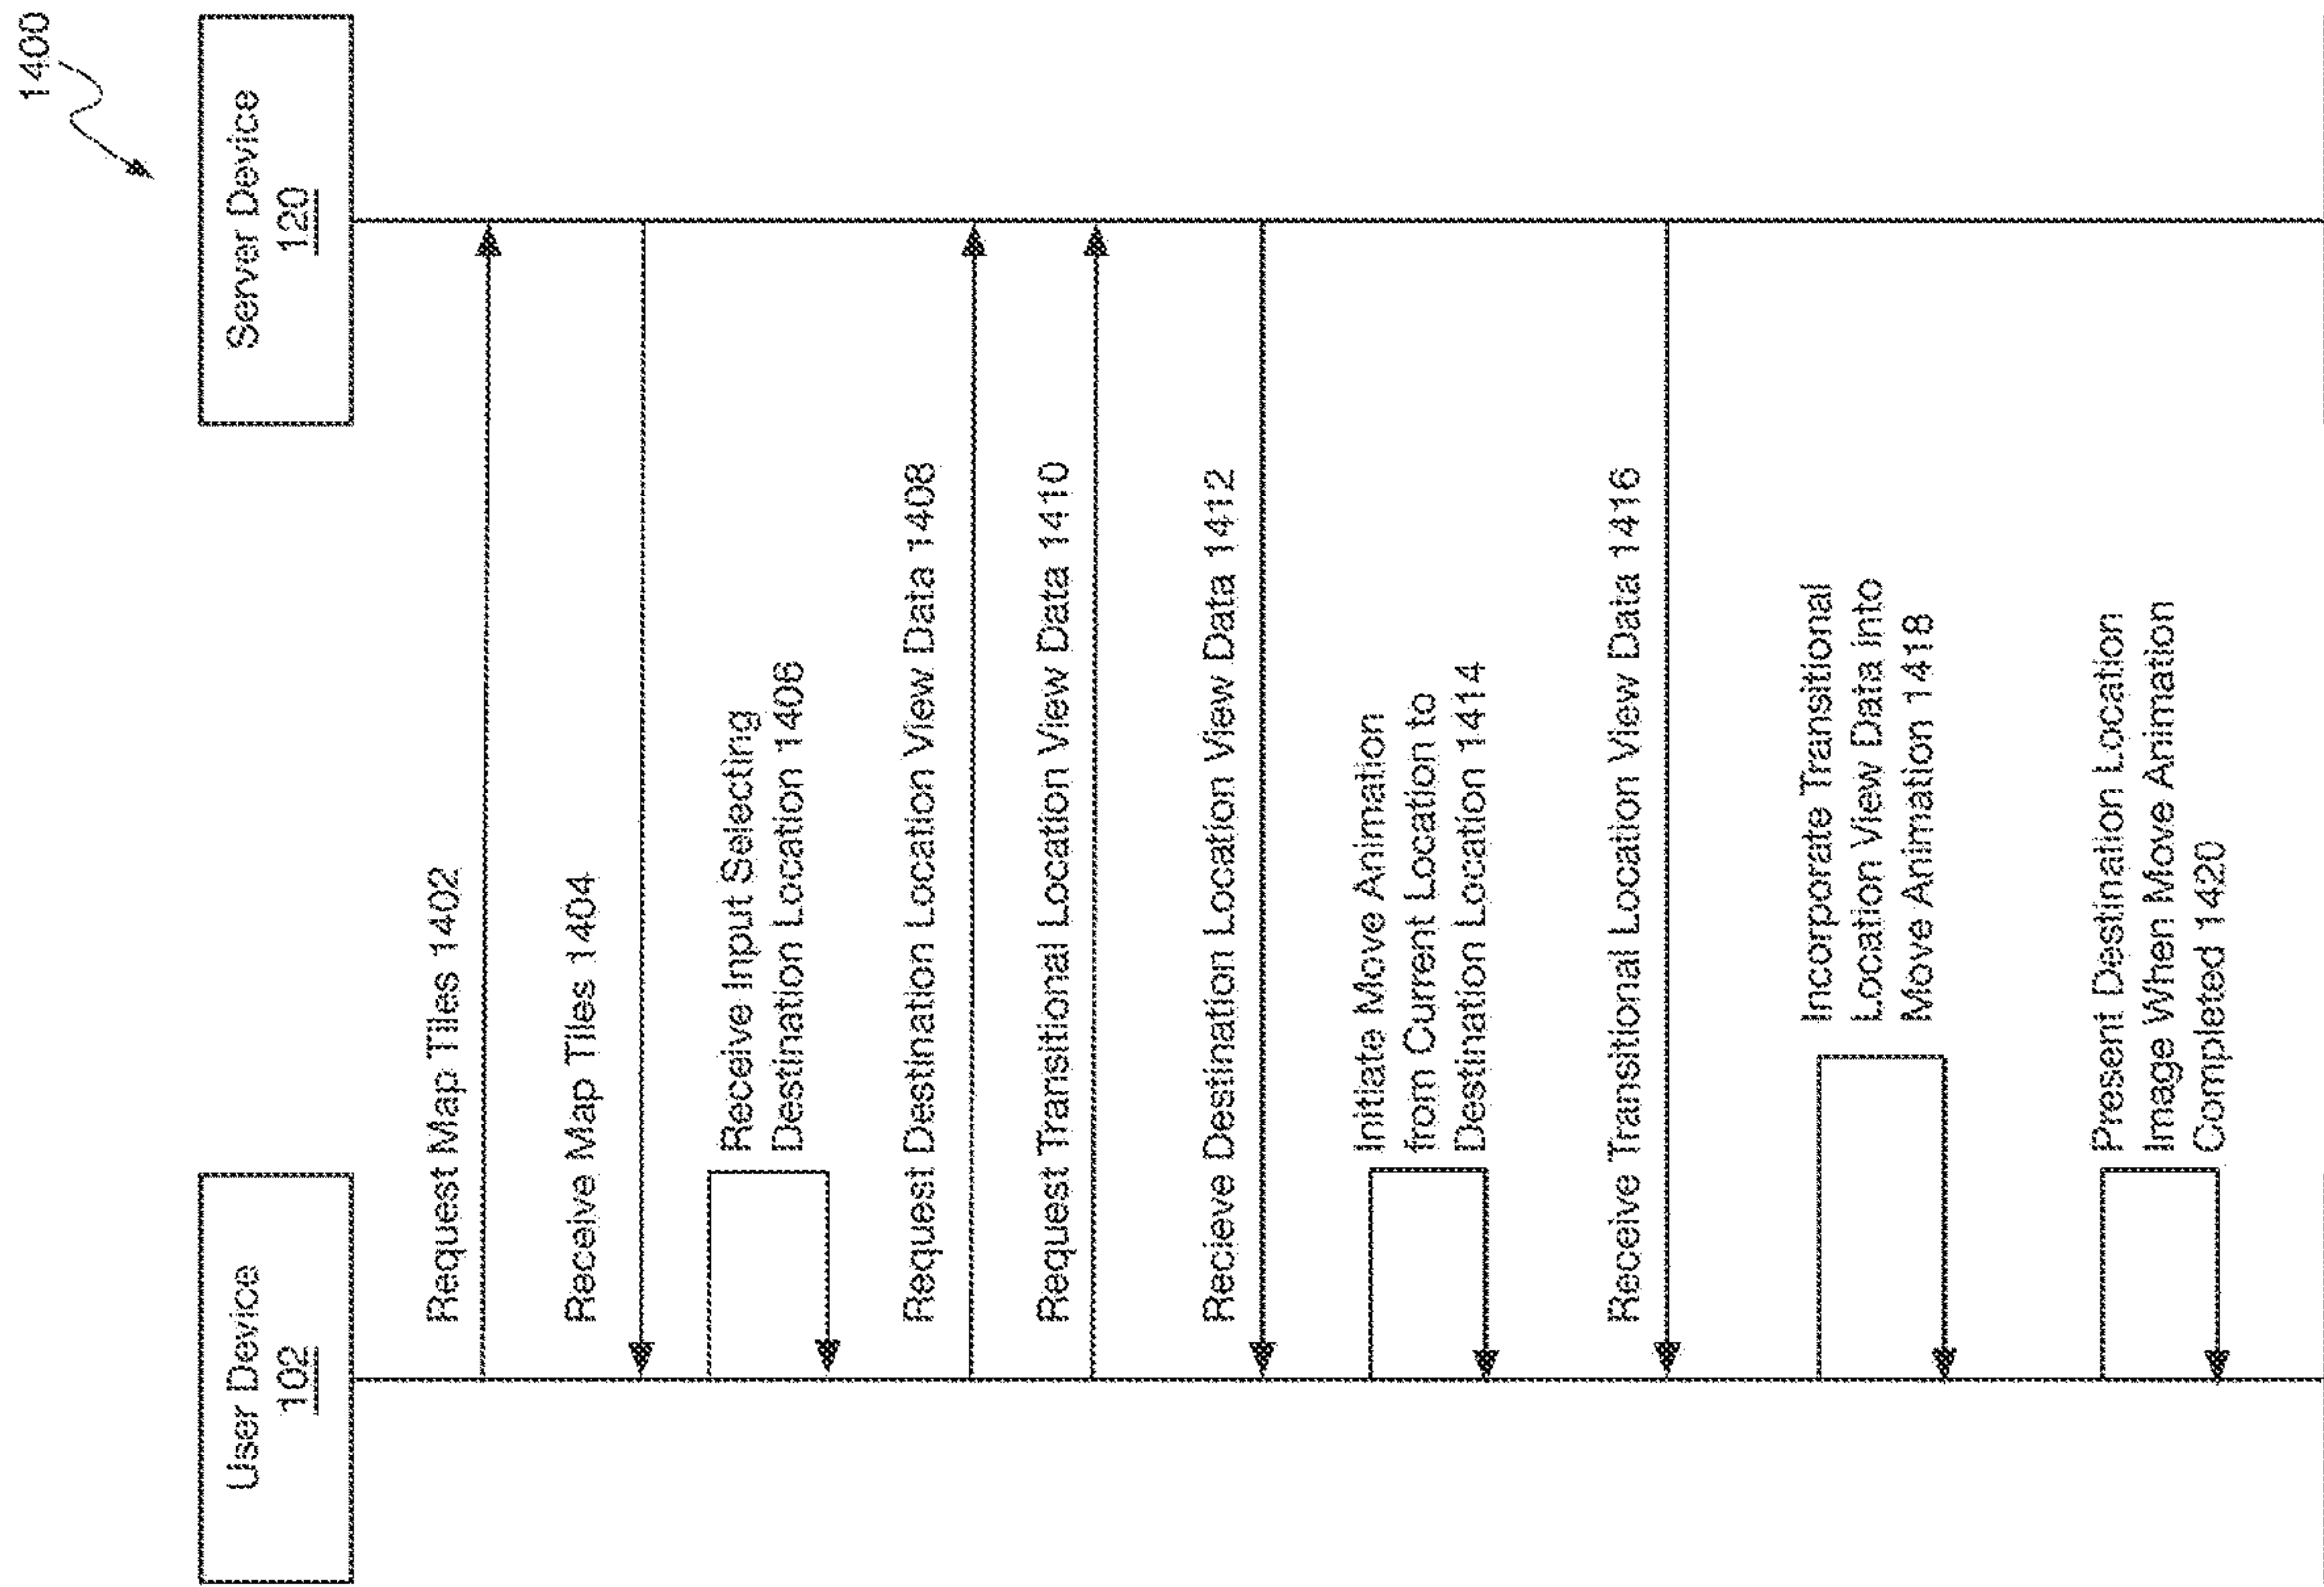 1400
User Device
102
Server Device
120
Request Map Tiles 1402
Receive Map Tiles 1404
Receive Input Selecting
Destination Location 1406
Request Destination Location View Data 1408
Request Transitional Location View Data 1410
Recieve Destination Location View Data 1412
Initiate Move Animation
from Current Location to
Destination Location 1414
Receive Transitional Location View Data 1416
Incorporate Transitional
Location View Data into
Move Animation 1418
Present Destination Location
Image When Move Animation
Completed 1420